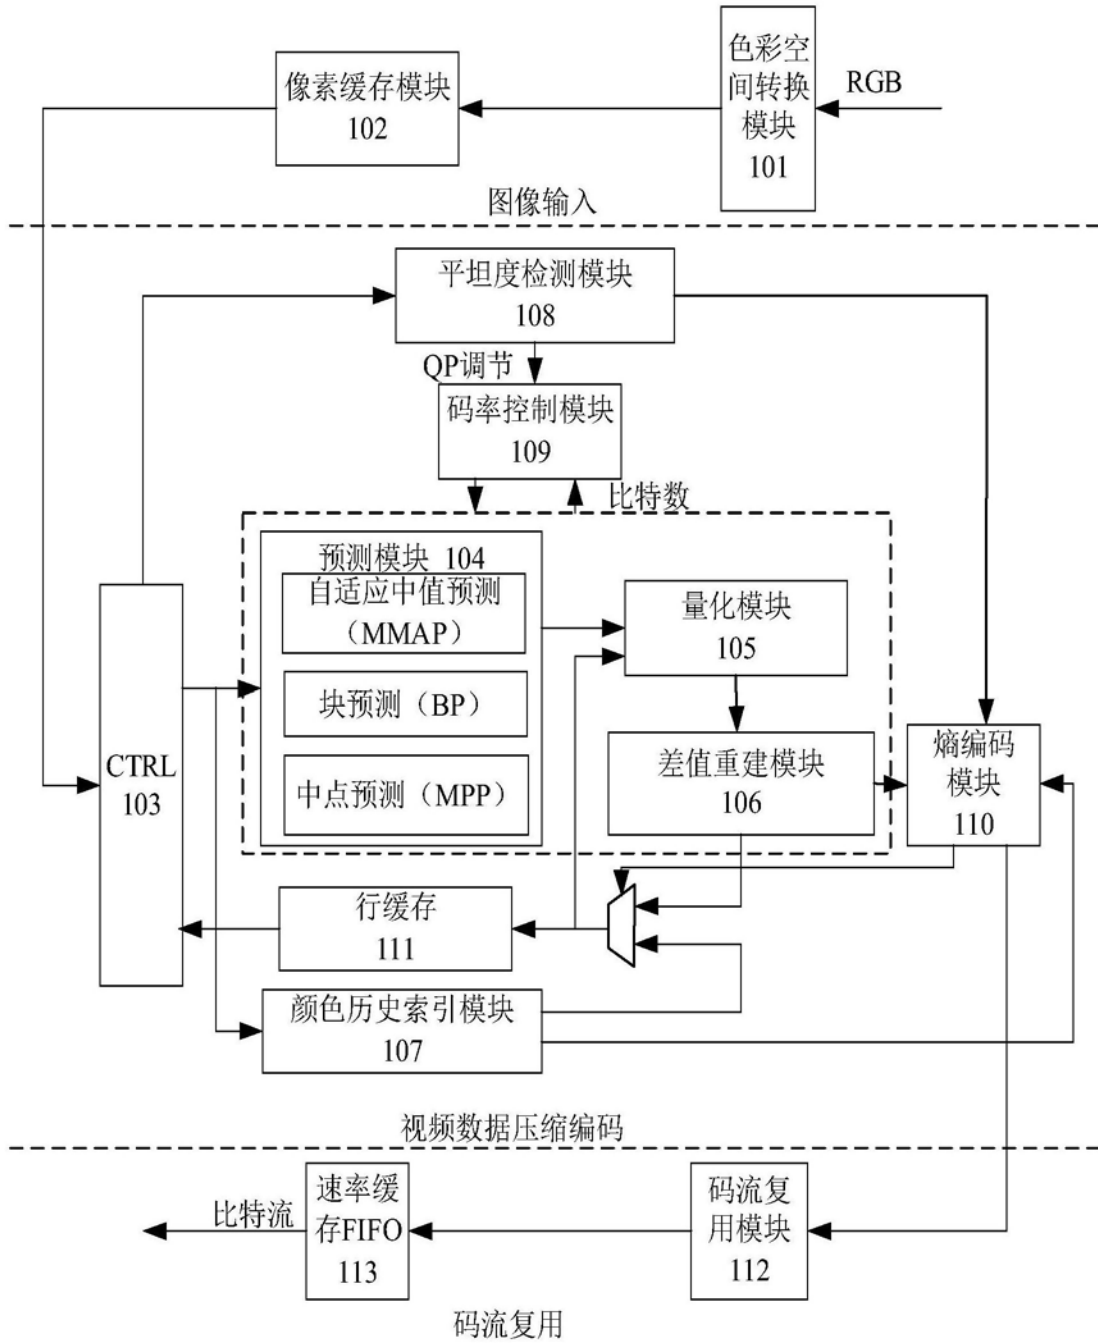 色彩空
间转换
模块
101
RGB
像素缓存模块
102
图像输入
平坦度检测模块
108
QP调节
码率控制模块
109
比特数
预测模块 104
自适应中值预测
（MMAP）
块预测（BP）
中点预测（MPP）
量化模块
105
差值重建模块
106
熵编码
模块
110
CTRL
103
行缓存
111
颜色历史索引模块
107
视频数据压缩编码
比特流
速率缓
存FIFO
113
码流复
用模块
112
码流复用